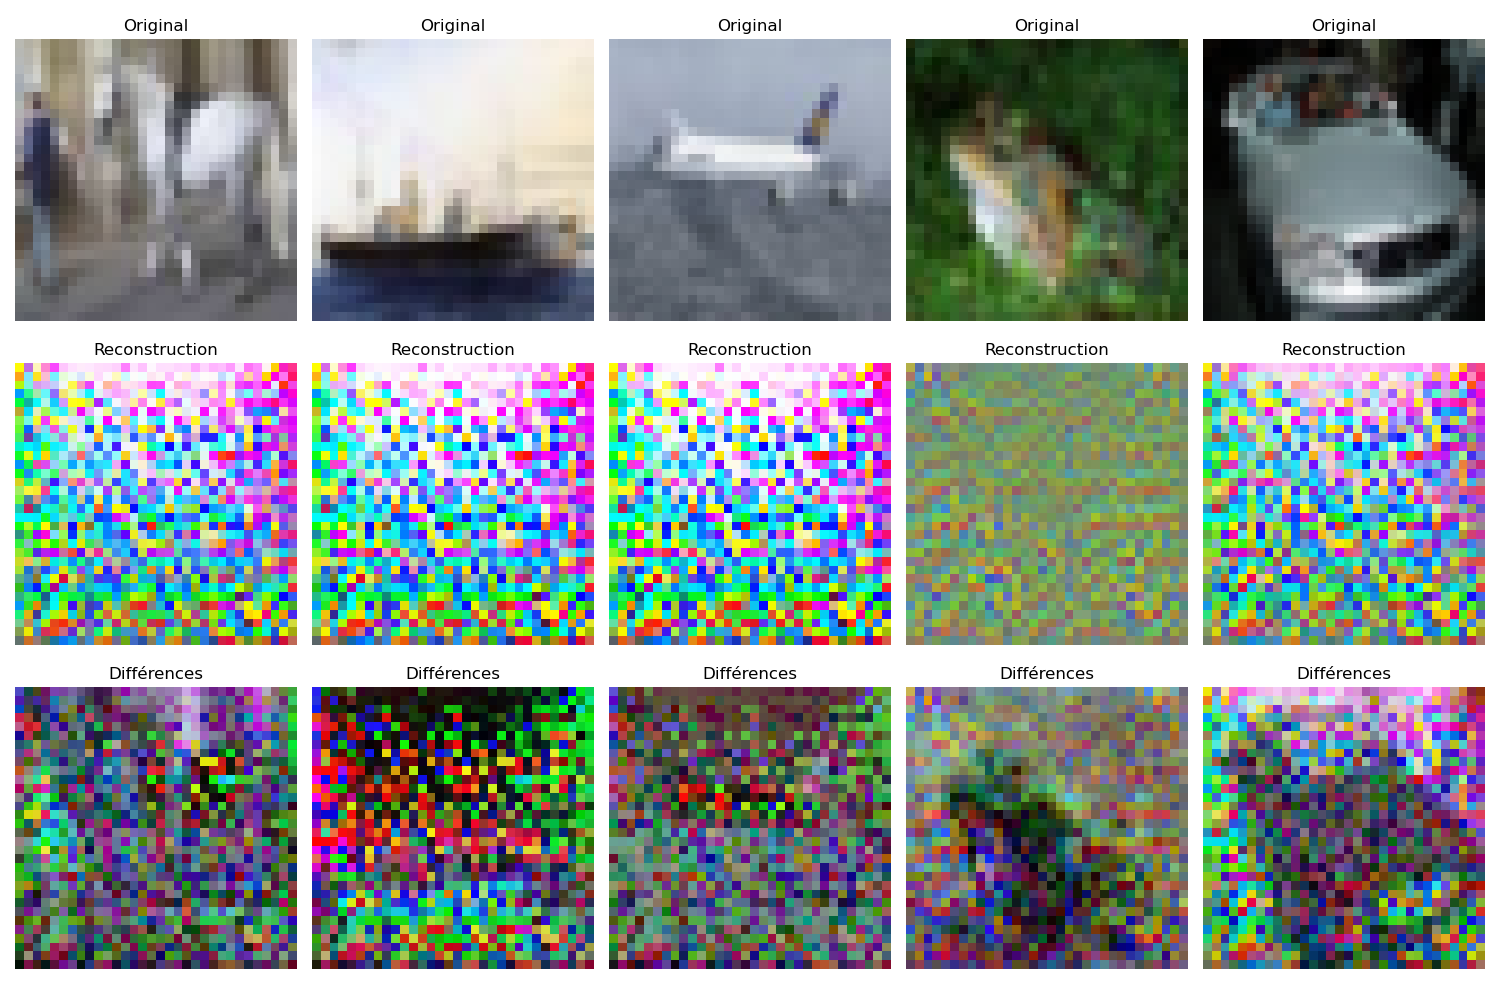 Original Original Original Original Original
Reconstruction Reconstruction Reconstruction Reconstruction Reconstruction
Différences Différences Différences Différences Différences